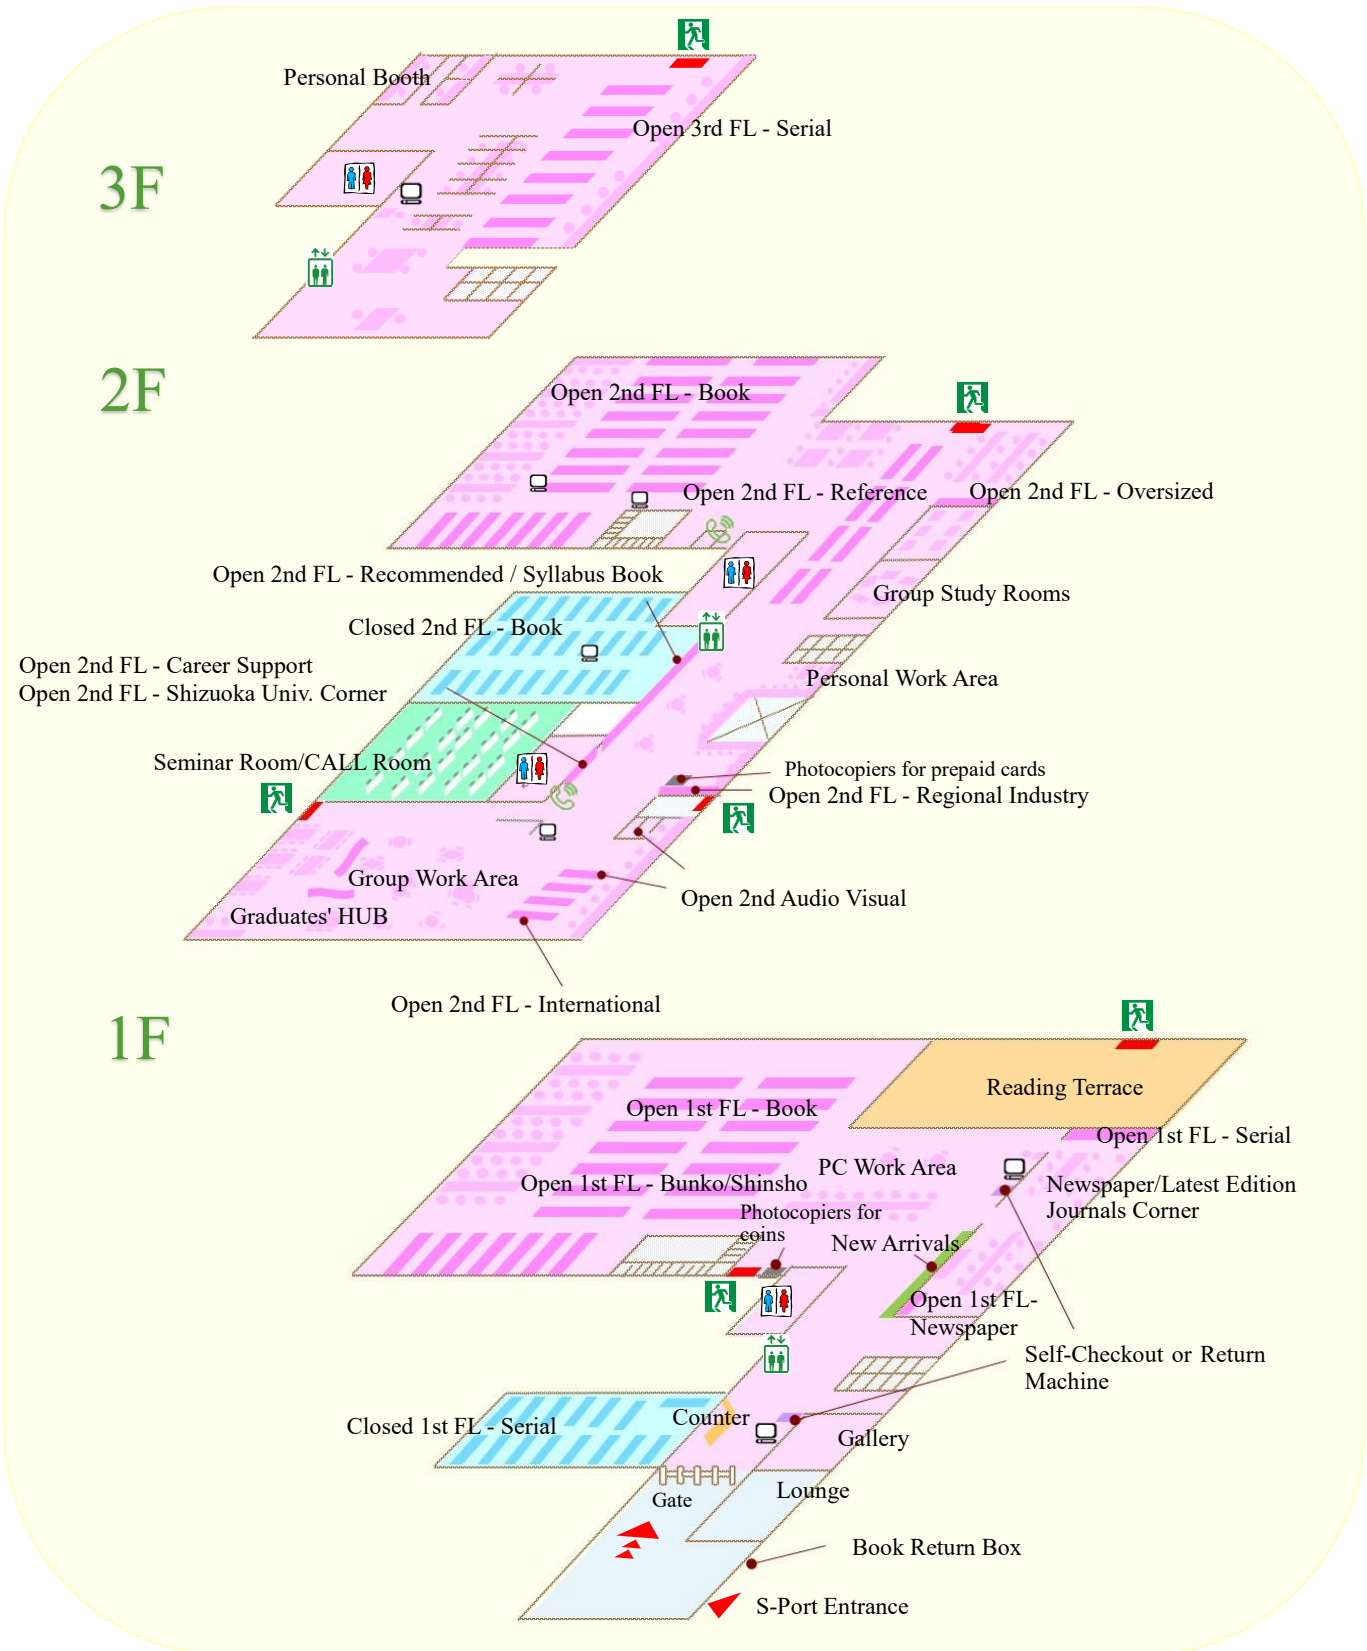 Personal Booth
Open 3rd FL - Serial
3F
2F
Open 2nd FL - Book
Open 2nd FL - Reference
Open 2nd FL - Oversized
Open 2nd FL - Recommended / Syllabus Book
Group Study Rooms
Closed 2nd FL - Book
Open 2nd FL - Career Support
Open 2nd FL - Shizuoka Univ. Corner
Personal Work Area
Seminar Room/CALL Room
Photocopiers for prepaid cards
Open 2nd FL - Regional Industry
Group Work Area
Open 2nd Audio Visual
Graduates' HUB
Open 2nd FL - International
1F
Reading Terrace
Open 1st FL - Book
Open 1st FL - Serial
PC Work Area
Open 1st FL - Bunko/Shinsho
Newspaper/Latest Edition
Journals Corner
Photocopiers for
coins
New Arrivals
Open 1st FL-
Newspaper
Self-Checkout or Return
Machine
Counter
Closed 1st FL - Serial
Gallery
Lounge
Gate
Book Return Box
S-Port Entrance